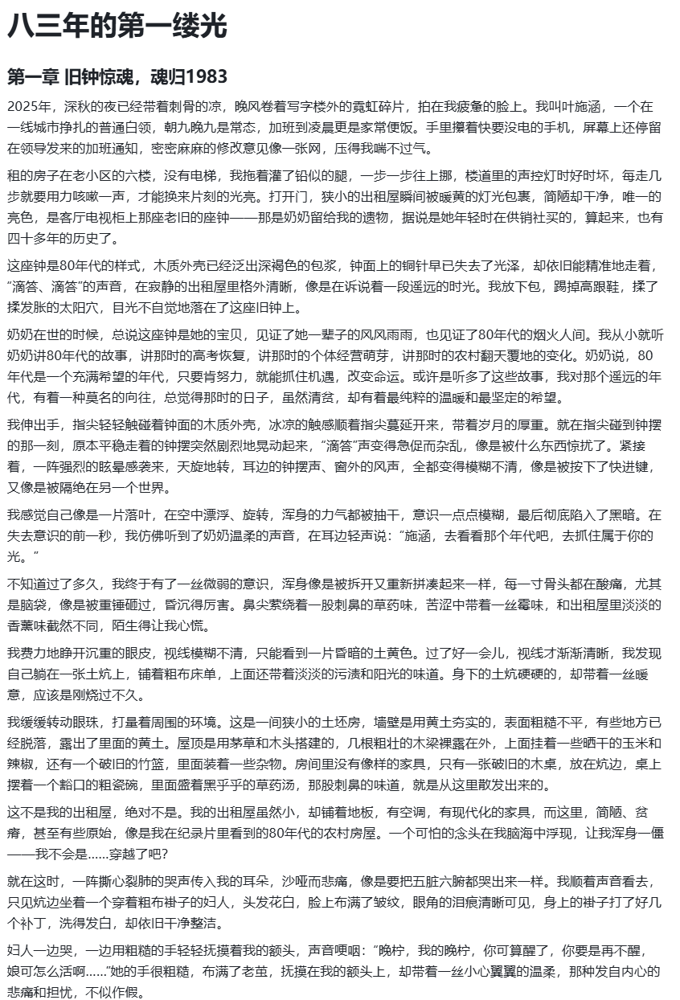 八三年的第一缕光
第一章 旧钟惊魂，魂归1983
2025年，深秋的夜已经带着刺骨的凉，晚风卷着写字楼外的霓虹碎片，拍在我疲惫的脸上。我叫叶施涵，一个在
一线城市挣扎的普通白领，朝九晚九是常态，加班到凌晨更是家常便饭。手里攥着快要没电的手机，屏幕上还停留
在领导发来的加班通知，密密麻麻的修改意见像一张网，压得我喘不过气。
租的房子在老小区的六楼，没有电梯，我拖着灌了铅似的腿，一步一步往上挪，楼道里的声控灯时好时坏，每走几
步就要用力咳嗽一声，才能换来片刻的光亮。打开门，狭小的出租屋瞬间被暖黄的灯光包裹，简陋却干净，唯一的
亮色，是客厅电视柜上那座老旧的座钟——那是奶奶留给我的遗物，据说是她年轻时在供销社买的，算起来，也有
四十多年的历史了。
这座钟是80年代的样式，木质外壳已经泛出深褐色的包浆，钟面上的铜针早已失去了光泽，却依旧能精准地走着，
“滴答、滴答”的声音，在寂静的出租屋里格外清晰，像是在诉说着一段遥远的时光。我放下包，踢掉高跟鞋，揉了
揉发胀的太阳穴，目光不自觉地落在了这座旧钟上。
奶奶在世的时候，总说这座钟是她的宝贝，见证了她一辈子的风风雨雨，也见证了80年代的烟火人间。我从小就听
奶奶讲80年代的故事，讲那时的高考恢复，讲那时的个体经营萌芽，讲那时的农村翻天覆地的变化。奶奶说，80
年代是一个充满希望的年代，只要肯努力，就能抓住机遇，改变命运。或许是听多了这些故事，我对那个遥远的年
代，有着一种莫名的向往，总觉得那时的日子，虽然清贫，却有着最纯粹的温暖和最坚定的希望。
我伸出手，指尖轻轻触碰着钟面的木质外壳，冰凉的触感顺着指尖蔓延开来，带着岁月的厚重。就在指尖碰到钟摆
的那一刻，原本平稳走着的钟摆突然剧烈地晃动起来，“滴答”声变得急促而杂乱，像是被什么东西惊扰了。紧接
着，一阵强烈的眩晕感袭来，天旋地转，耳边的钟摆声、窗外的风声，全都变得模糊不清，像是被按下了快进键，
又像是被隔绝在另一个世界。
我感觉自己像是一片落叶，在空中漂浮、旋转，浑身的力气都被抽干，意识一点点模糊，最后彻底陷入了黑暗。在
失去意识的前一秒，我仿佛听到了奶奶温柔的声音，在耳边轻声说：“施涵，去看看那个年代吧，去抓住属于你的
光。”
不知道过了多久，我终于有了一丝微弱的意识，浑身像是被拆开又重新拼凑起来一样，每一寸骨头都在酸痛，尤其
是脑袋，像是被重锤砸过，昏沉得厉害。鼻尖萦绕着一股刺鼻的草药味，苦涩中带着一丝霉味，和出租屋里淡淡的
香薰味截然不同，陌生得让我心慌。
我费力地睁开沉重的眼皮，视线模糊不清，只能看到一片昏暗的土黄色。过了好一会儿，视线才渐渐清晰，我发现
自己躺在一张土炕上，铺着粗布床单，上面还带着淡淡的污渍和阳光的味道。身下的土炕硬硬的，却带着一丝暖
意，应该是刚烧过不久。
我缓缓转动眼珠，打量着周围的环境。这是一间狭小的土坯房，墙壁是用黄土夯实的，表面粗糙不平，有些地方已
经脱落，露出了里面的黄土。屋顶是用茅草和木头搭建的，几根粗壮的木梁裸露在外，上面挂着一些晒干的玉米和
辣椒，还有一个破旧的竹篮，里面装着一些杂物。房间里没有像样的家具，只有一张破旧的木桌，放在炕边，桌上
摆着一个豁口的粗瓷碗，里面盛着黑乎乎的草药汤，那股刺鼻的味道，就是从这里散发出来的。
这不是我的出租屋，绝对不是。我的出租屋虽然小，却铺着地板，有空调，有现代化的家具，而这里，简陋、贫
瘠，甚至有些原始，像是我在纪录片里看到的80年代的农村房屋。一个可怕的念头在我脑海中浮现，让我浑身一僵
——我不会是……穿越了吧？
就在这时，一阵撕心裂肺的哭声传入我的耳朵，沙哑而悲痛，像是要把五脏六腑都哭出来一样。我顺着声音看去，
只见炕边坐着一个穿着粗布褂子的妇人，头发花白，脸上布满了皱纹，眼角的泪痕清晰可见，身上的褂子打了好几
个补丁，洗得发白，却依旧干净整洁。
妇人一边哭，一边用粗糙的手轻轻抚摸着我的额头，声音哽咽：“晚柠，我的晚柠，你可算醒了，你要是再不醒，
娘可怎么活啊……”她的手很粗糙，布满了老茧，抚摸在我的额头上，却带着一丝小心翼翼的温柔，那种发自内心的
悲痛和担忧，不似作假。